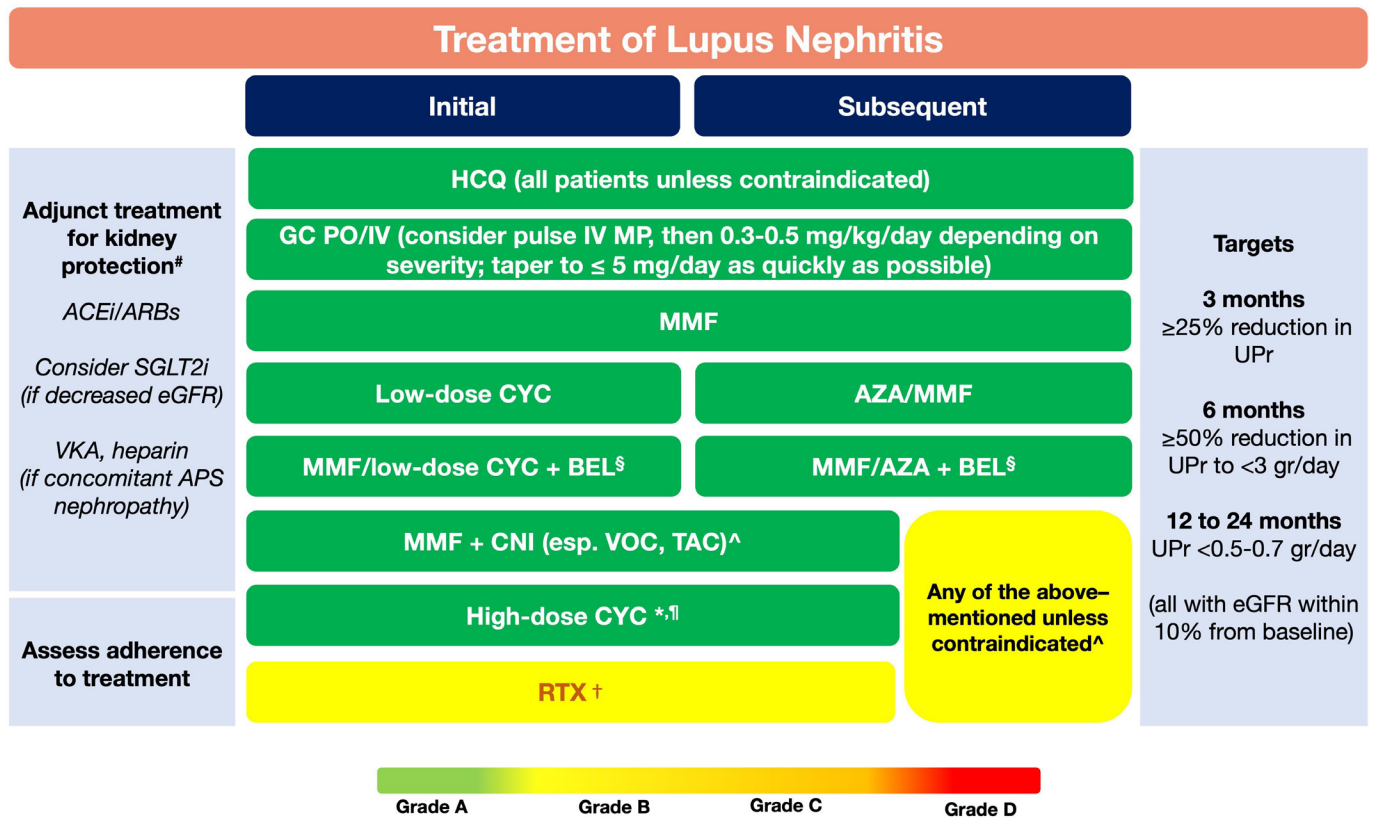 Treatment of Lupus Nephritis
Initial
Subsequent
Adjunct treatment
for kidney
protection#
ACEi/ARBs
Consider SGLT2i
(if decreased eGFR)
VKA, heparin
(if concomitant APS
nephropathy)
Assess adherence
to treatment
HCQ (all patients unless contraindicated)
GC PO/IV (consider pulse IV MP, then 0.3-0.5 mg/kg/day depending on
severity; taper to ≤ 5 mg/day as quickly as possible)
MMF
Low-dose CYC
AZA/MMF
MMF/low-dose CYC + BEL§
MMF/AZA + BEL§
MMF + CNI (esp. VOC, TAC)^
High-dose CYC *,¶
RTX †
Any of the above–
mentioned unless
contraindicated^
Targets
3 months
≥25% reduction in
UPr
6 months
≥50% reduction in
UPr to <3 gr/day
12 to 24 months
UPr <0.5-0.7 gr/day
(all with eGFR within
10% from baseline)
Grade A
Grade B
Grade C
Grade D